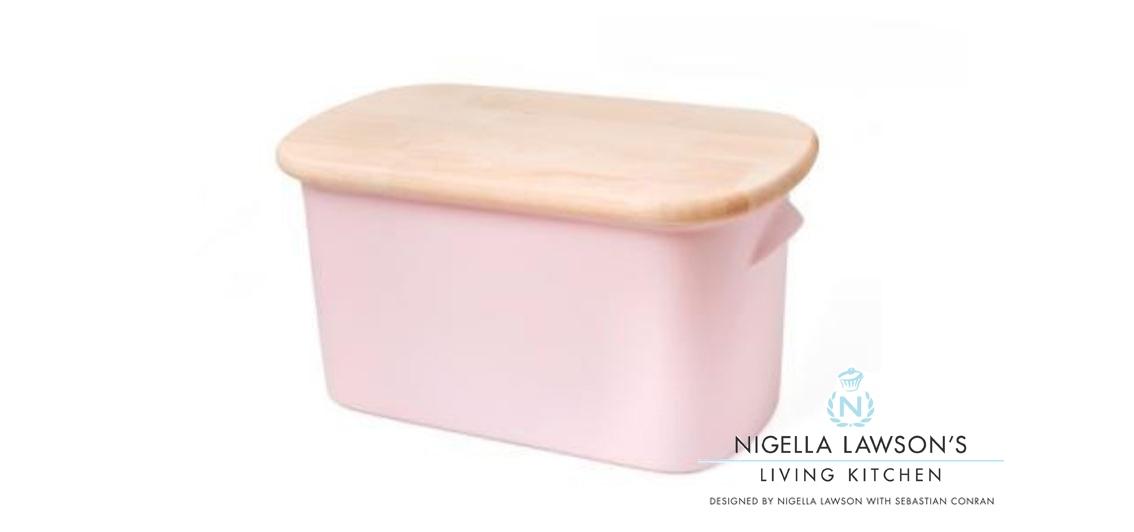 N
NIGELLA LAWSON'S
LIVING KITCHEN
DESIGNED BY NIGELLA LAWSON WITH SEBASTIAN CONRAN